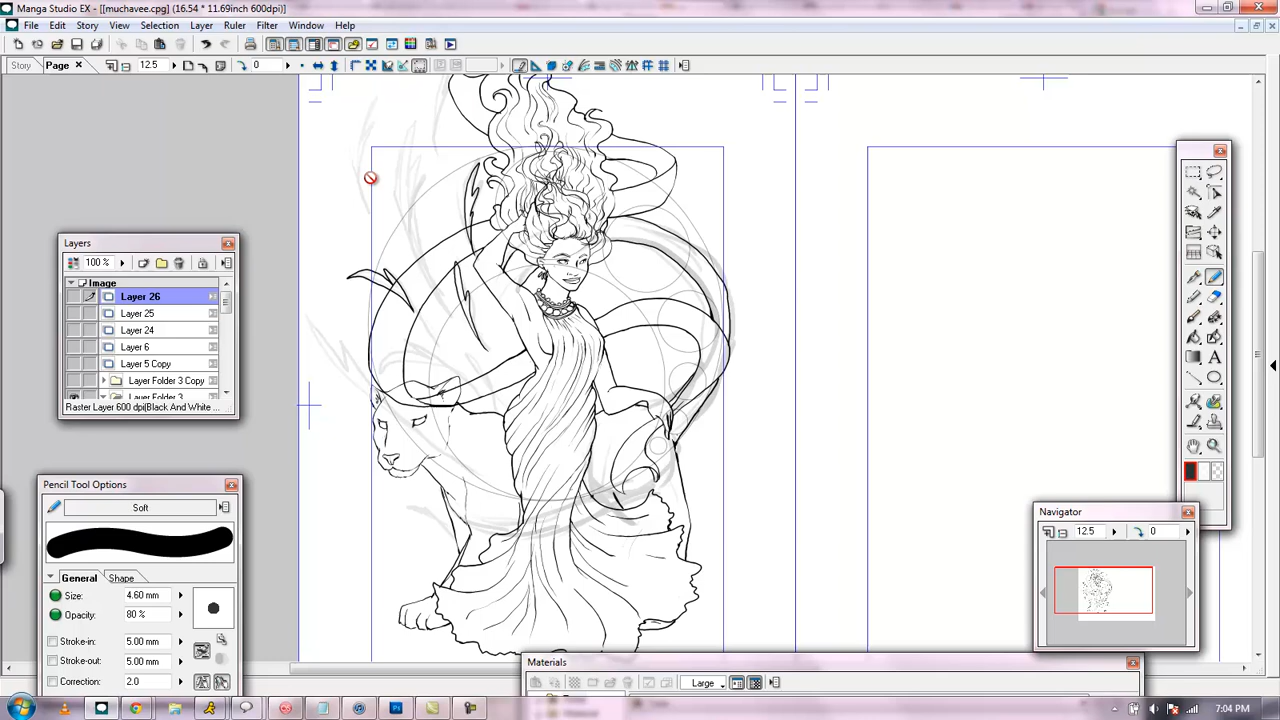 Manga Studio EX - [[muchavee.cpg] (16.54 * 11.69inch 600dpi)]
File Edit Story View Selection Layer Ruler Filter Window Help
Story Page 12.5 0
Layers
100 %
Image
Layer 26
Layer 25
Layer 24
Layer 6
Layer 5 Copy
Layer Folder 3 Copy
Layer Folder 3
Raster Layer 600 dpi(Black And White ...
Pencil Tool Options
Soft
General Shape
Size: 4.60 mm
Opacity: 80 %
Stroke-in: 5.00 mm
Stroke-out: 5.00 mm
Correction: 2.0
Navigator
12.5 0
Materials
Large
7:04 PM